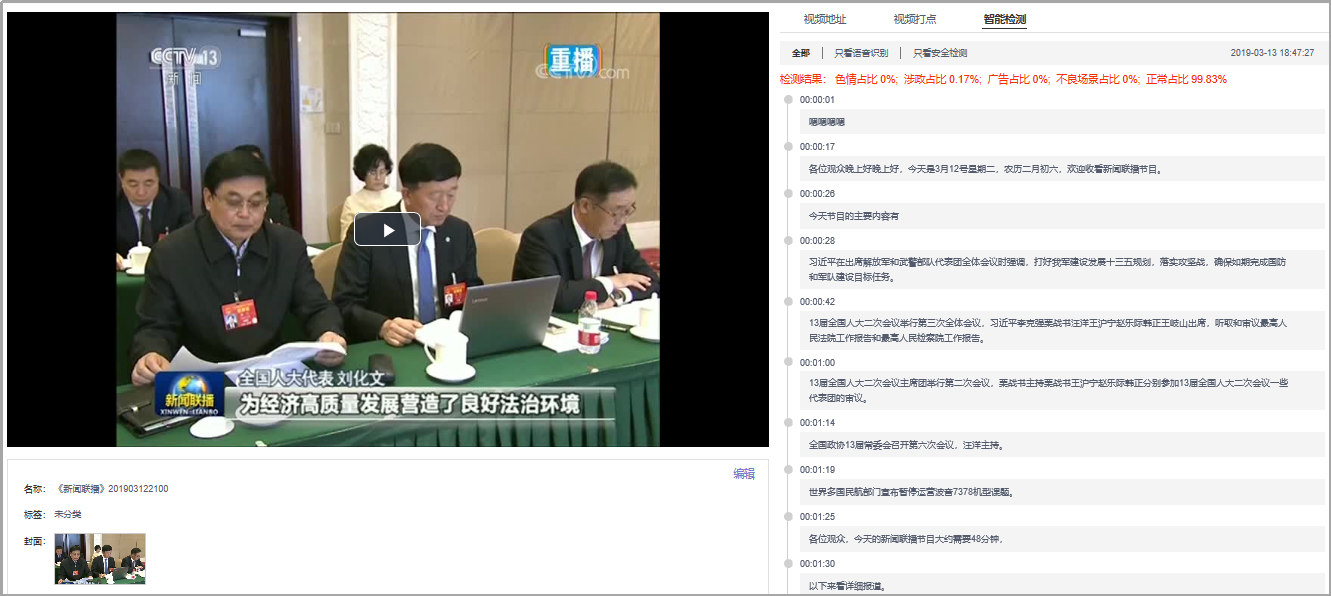 CCTV 13
新闻
重播
CCTV.com
lenovo
全国人大代表 刘化文
新闻联播
XINWEN LIANBO
为经济高质量发展营造了良好法治环境
编辑
名称： 《新闻联播》201903122100
标签： 未分类
封面：
视频地址 视频打点 智能检测
全部 只看语音识别 只看安全检测 2019-03-13 18:47:27
检测结果： 色情占比 0%; 涉政占比 0.17%; 广告占比 0%; 不良场景占比 0%; 正常占比 99.83%
00:00:01
嗯嗯嗯嗯
00:00:17
各位观众晚上好晚上好，今天是3月12号星期二，农历二月初六，欢迎收看新闻联播节目。
00:00:26
今天节目的主要内容有
00:00:28
习近平在出席解放军和武警部队代表团全体会议时强调，打好我军建设发展十三五规划，落实攻坚战，确保如期完成国防
和军队建设目标任务。
00:00:42
13届全国人大二次会议举行第三次全体会议，习近平李克强栗战书汪洋王沪宁赵乐际韩正王岐山出席，听取和审议最高人
民法院工作报告和最高人民检察院工作报告。
00:01:00
13届全国人大二次会议主席团举行第二次会议，栗战书主持栗战书王沪宁赵乐际韩正分别参加13届全国人大二次会议一些
代表团的审议。
00:01:14
全国政协13届常委会召开第六次会议，汪洋主持。
00:01:19
世界多国民航部门宣布暂停运营波音7378机型课题。
00:01:25
各位观众，今天的新闻联播节目大约需要48分钟，
00:01:30
以下来看详细报道。